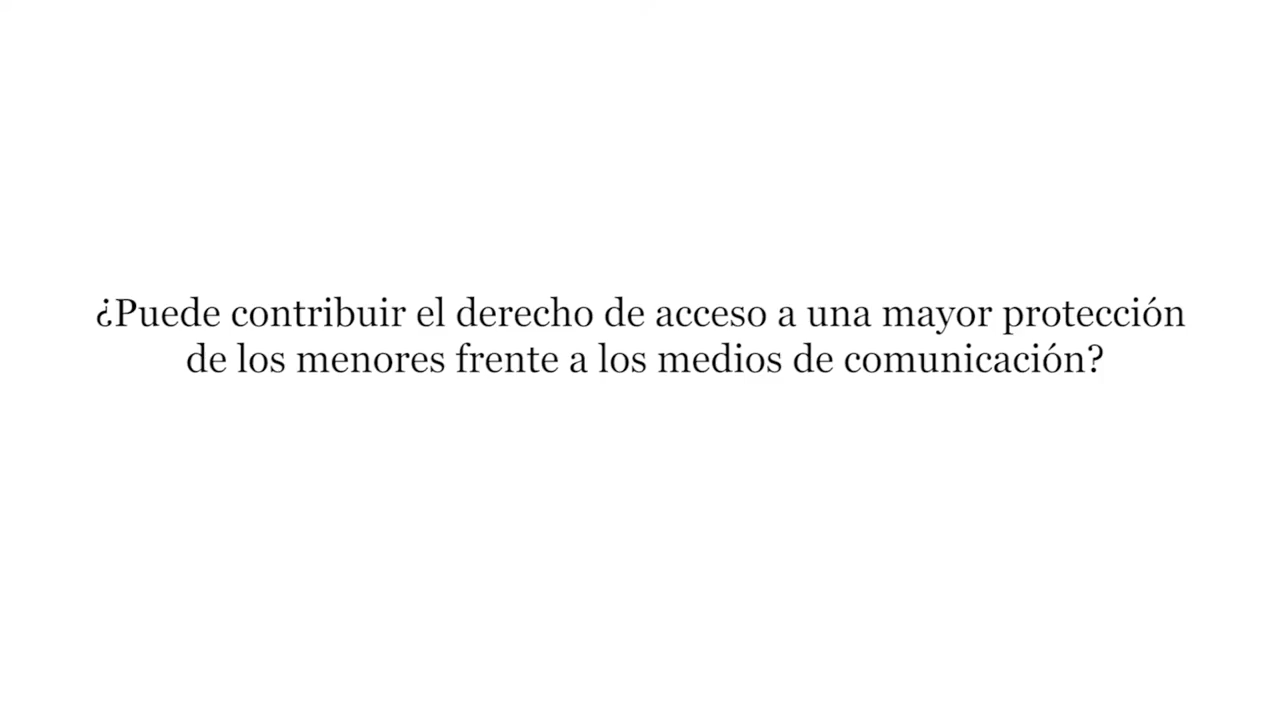 ¿Puede contribuir el derecho de acceso a una mayor protección
de los menores frente a los medios de comunicación?